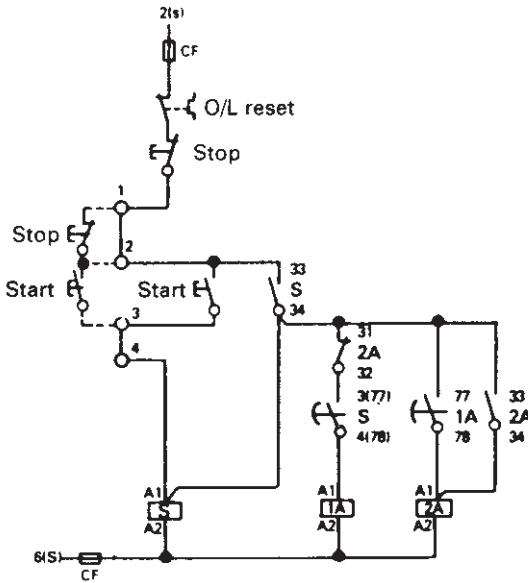 2(s)
CF
O/L reset
Stop
1
Stop
2
Start
Start
33
S
34
3
4
31
2A
32
3(77)
S
4(78)
77
1A
78
33
2A
34
A1
S
A2
A1
1A
A2
A1
2A
A2
6(S)
CF